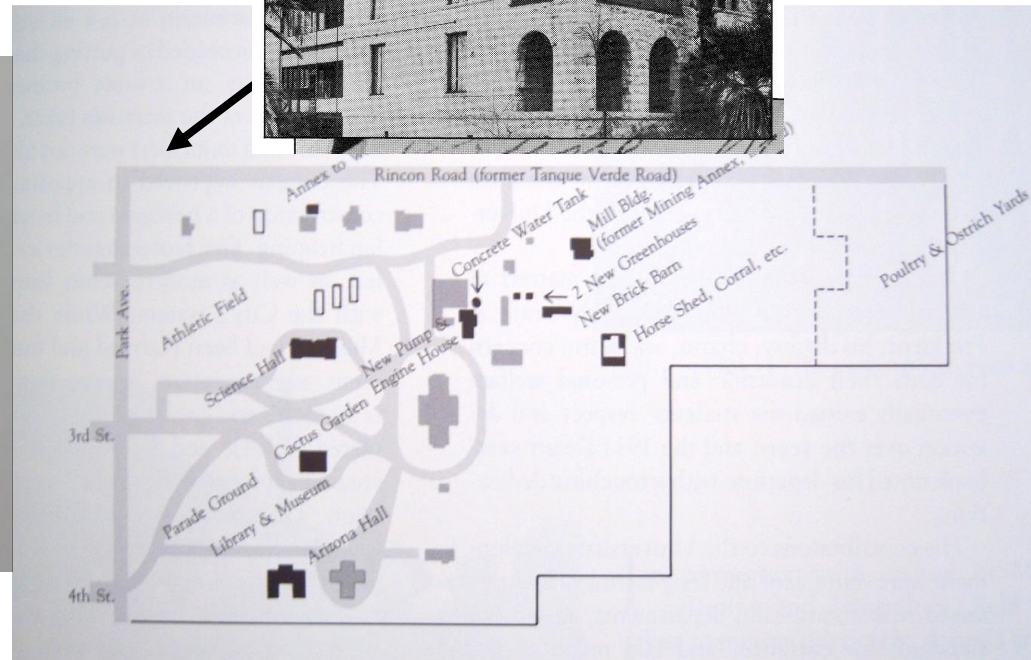 Annex to
Rincon Road (former Tanque Verde Road)
Concrete Water Tank
Mill Bldg.
(former Mining Annex,
2 New Greenhouses
New Brick Barn
Horse Shed, Corral, etc.
Poultry & Ostrich Yards
Park Ave.
Athletic Field
Science Hall
New Pump &
Engine House
3rd St.
Cactus Garden
Parade Ground
Library & Museum
Arizona Hall
4th St.